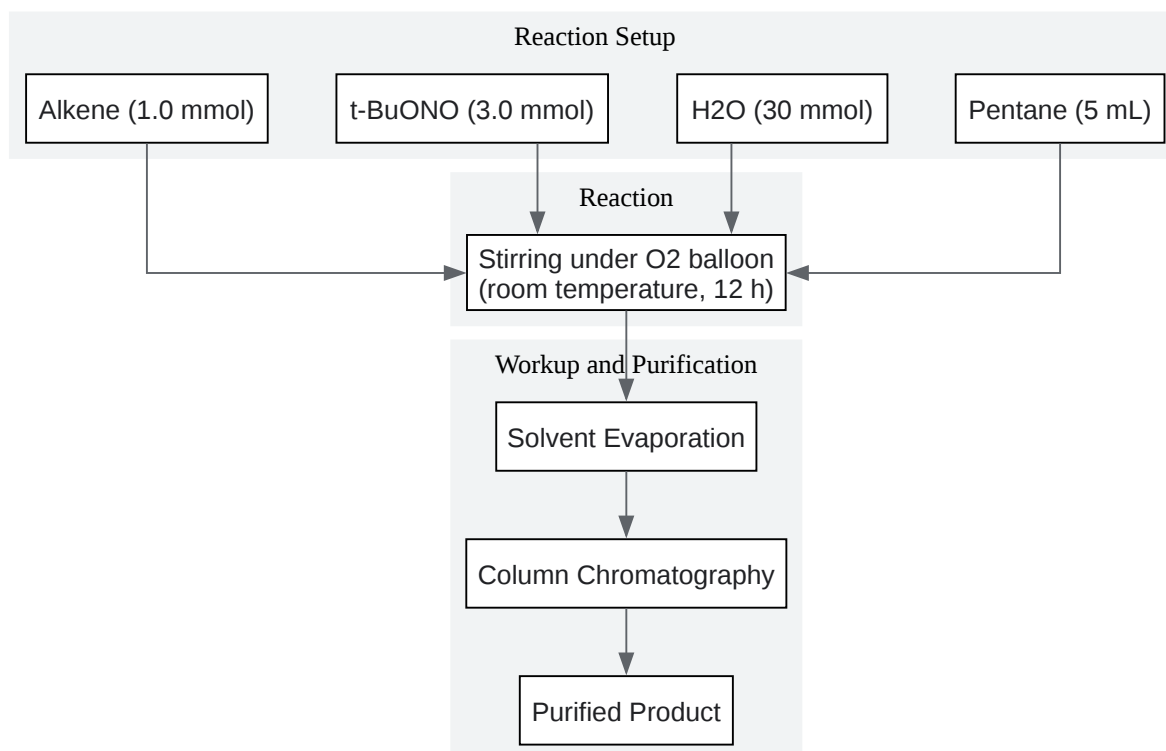 Reaction Setup
Alkene (1.0 mmol)
t-BuONO (3.0 mmol)
H2O (30 mmol)
Pentane (5 mL)
Reaction
Stirring under O2 balloon
(room temperature, 12 h)
Workup and Purification
Solvent Evaporation
Column Chromatography
Purified Product